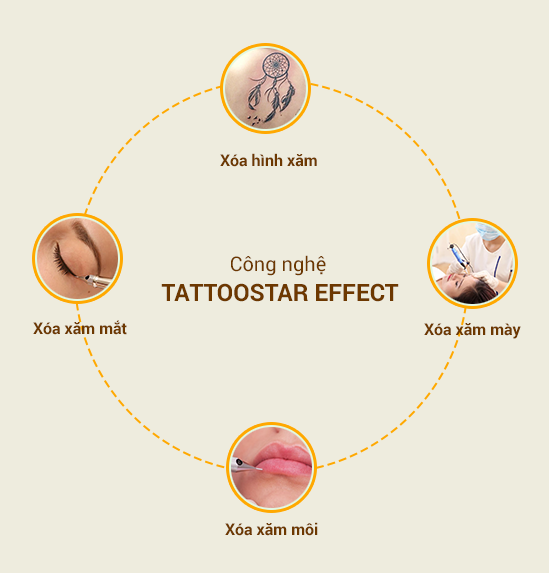 Xóa hình xăm
Công nghệ
TATTOOSTAR EFFECT
Xóa xăm mắt
Xóa xăm mày
Xóa xăm môi